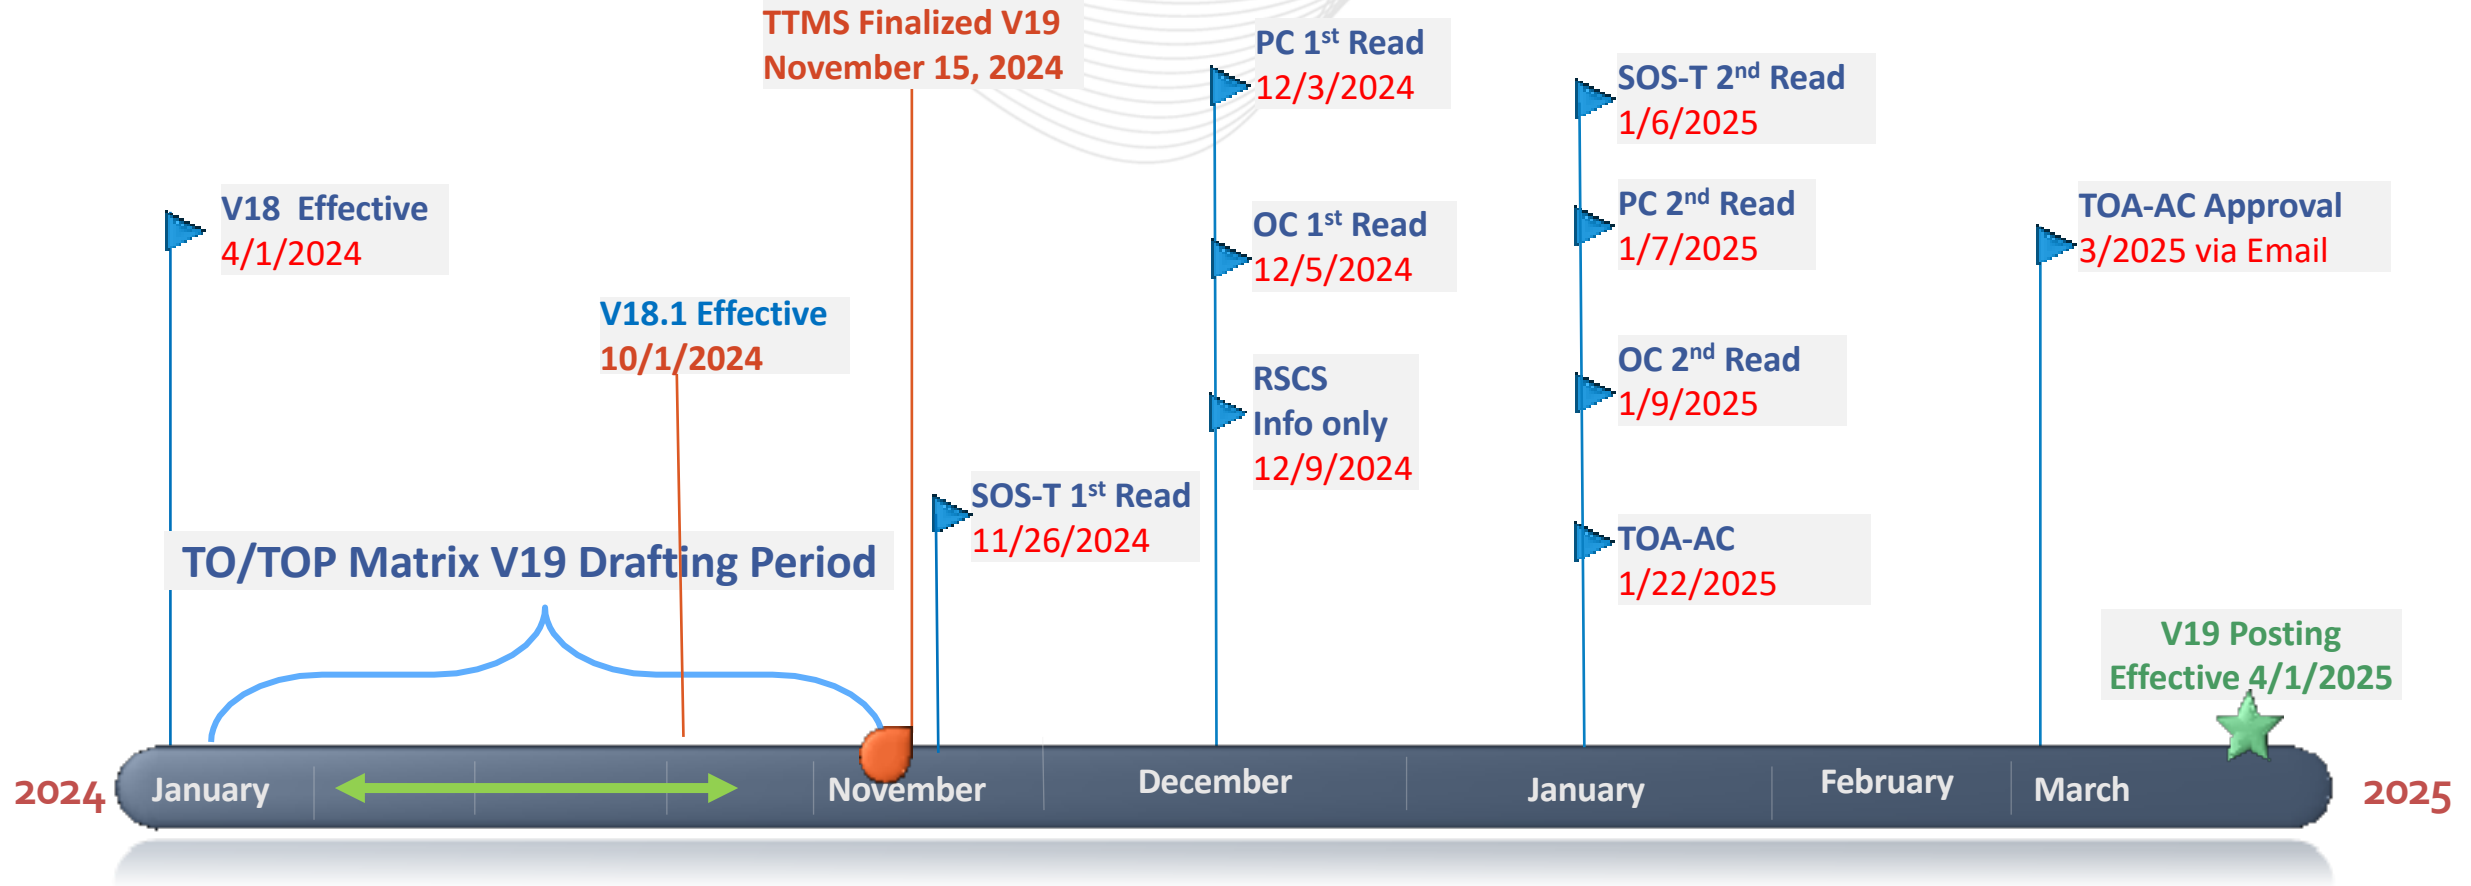 TTMS Finalized V19
November 15, 2024
PC 1st Read
12/3/2024
SOS-T 2nd Read
1/6/2025
V18 Effective
4/1/2024
OC 1st Read
12/5/2024
PC 2nd Read
1/7/2025
TOA-AC Approval
3/2025 via Email
V18.1 Effective
10/1/2024
RSCS
Info only
12/9/2024
OC 2nd Read
1/9/2025
SOS-T 1st Read
11/26/2024
TO/TOP Matrix V19 Drafting Period
TOA-AC
1/22/2025
V19 Posting
Effective 4/1/2025
2024
January
November
December
January
February
March
2025